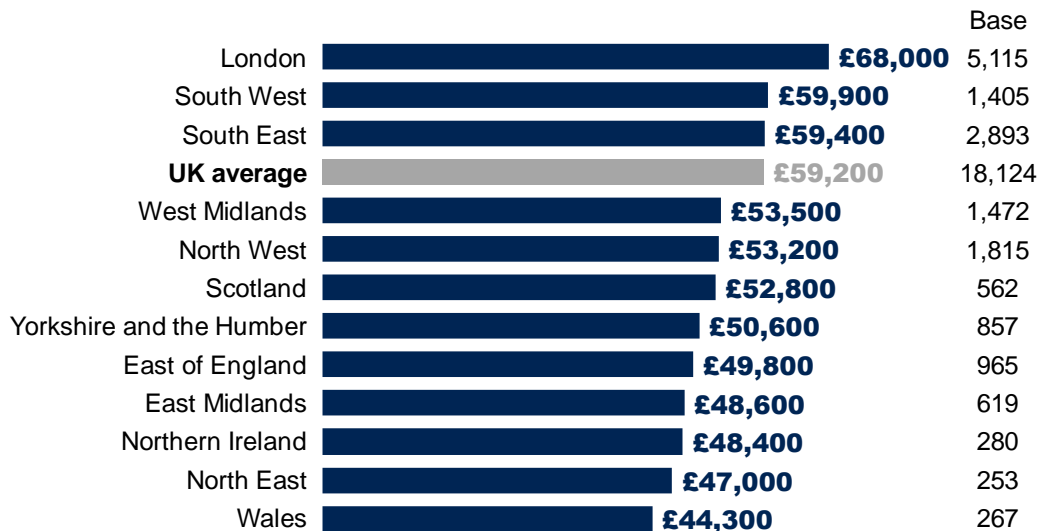 Base
London £68,000 5,115
South West £59,900 1,405
South East £59,400 2,893
UK average £59,200 18,124
West Midlands £53,500 1,472
North West £53,200 1,815
Scotland £52,800 562
Yorkshire and the Humber £50,600 857
East of England £49,800 965
East Midlands £48,600 619
Northern Ireland £48,400 280
North East £47,000 253
Wales £44,300 267